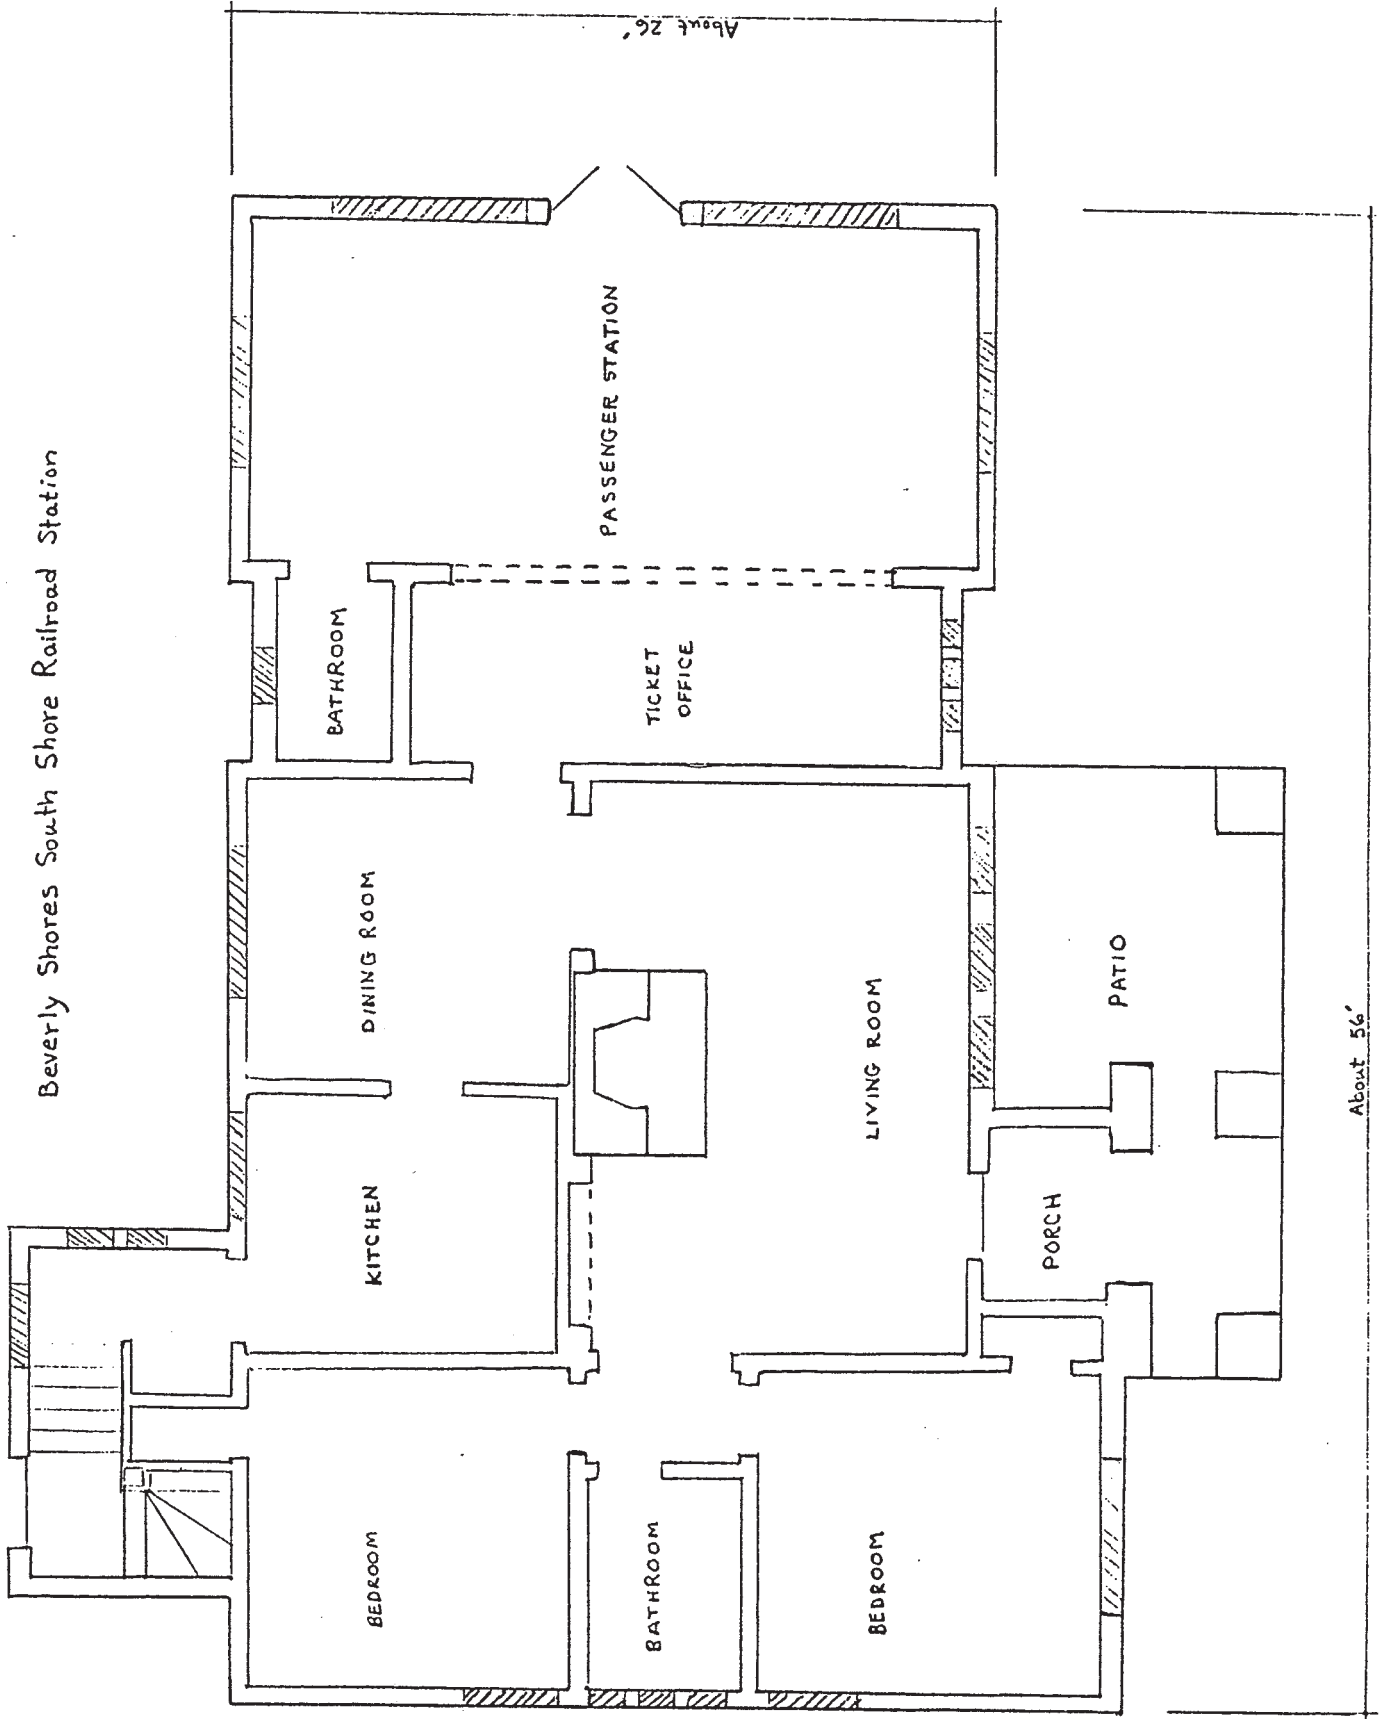 Beverly Shores South Shore Railroad Station
About 26'
PASSENGER STATION
BATHROOM
TICKET
OFFICE
DINING ROOM
LIVING ROOM
PATIO
KITCHEN
PORCH
BEDROOM
BATHROOM
BEDROOM
About 56'